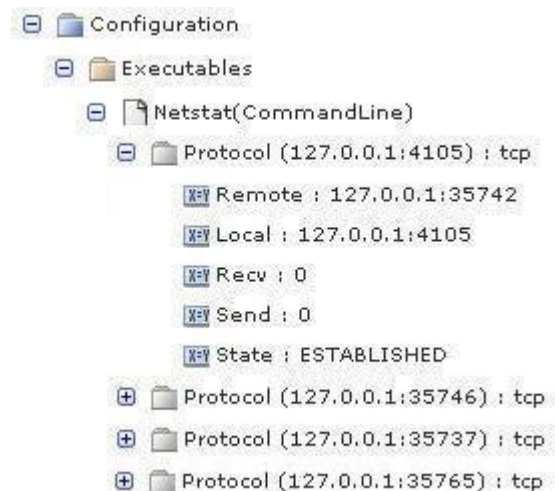 Configuration
Executables
Netstat(CommandLine)
Protocol (127.0.0.1:4105) : tcp
X=Y Remote : 127.0.0.1:35742
X=Y Local : 127.0.0.1:4105
X=Y Recv : 0
X=Y Send : 0
X=Y State : ESTABLISHED
Protocol (127.0.0.1:35746) : tcp
Protocol (127.0.0.1:35737) : tcp
Protocol (127.0.0.1:35765) : tcp